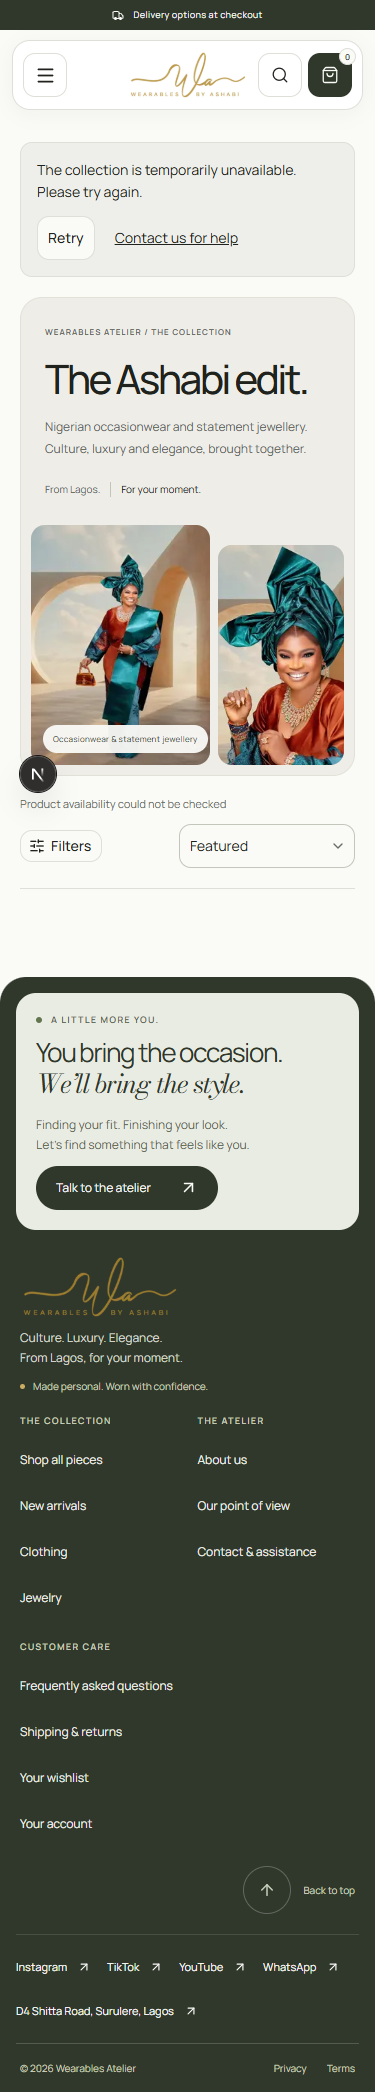 Delivery options at checkout
Wla
WEARABLES BY ASHABI
0
The collection is temporarily unavailable.
Please try again.
Retry
Contact us for help
WEARABLES ATELIER / THE COLLECTION
The Ashabi edit.
Nigerian occasionwear and statement jewellery.
Culture, luxury and elegance, brought together.
From Lagos.
For your moment.
Occasionwear & statement jewellery
N
Product availability could not be checked
Filters
Featured
A LITTLE MORE YOU.
You bring the occasion.
We'll bring the style.
Finding your fit. Finishing your look.
Let's find something that feels like you.
Talk to the atelier
Wla
WEARABLES BY ASHABI
Culture. Luxury. Elegance.
From Lagos, for your moment.
Made personal. Worn with confidence.
THE COLLECTION
Shop all pieces
New arrivals
Clothing
Jewelry
THE ATELIER
About us
Our point of view
Contact & assistance
CUSTOMER CARE
Frequently asked questions
Shipping & returns
Your wishlist
Your account
Back to top
Instagram
TikTok
YouTube
WhatsApp
D4 Shitta Road, Surulere, Lagos
© 2026 Wearables Atelier
Privacy
Terms